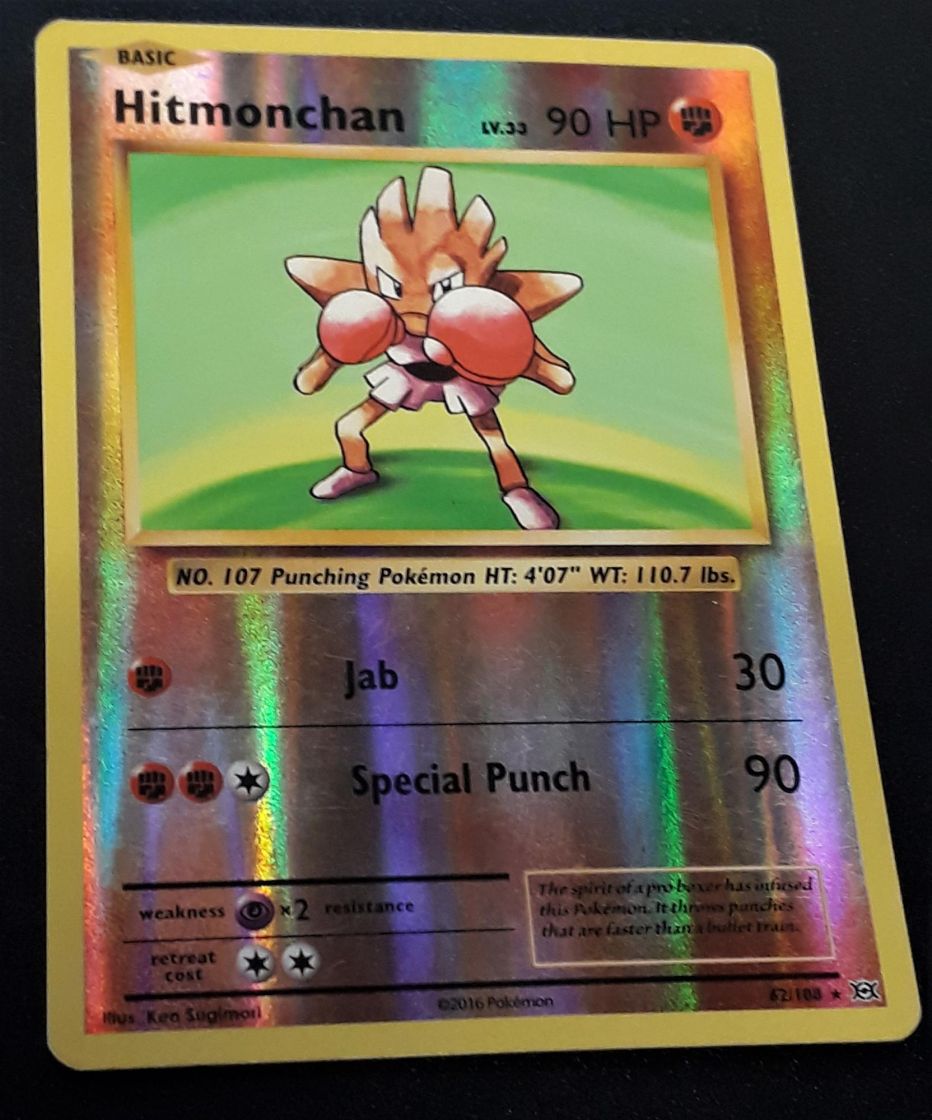 BASIC
Hitmonchan LV.33 90 HP
NO. 107 Punching Pokémon HT: 4'07" WT: 110.7 lbs.
Jab 30
Special Punch 90
weakness ×2 resistance
retreat
cost
The spirit of a pro boxer has infused
this Pokémon. It throws punches
that are faster than a bullet train.
Illus. Ken Sugimori ©2016 Pokémon 62/108 ★